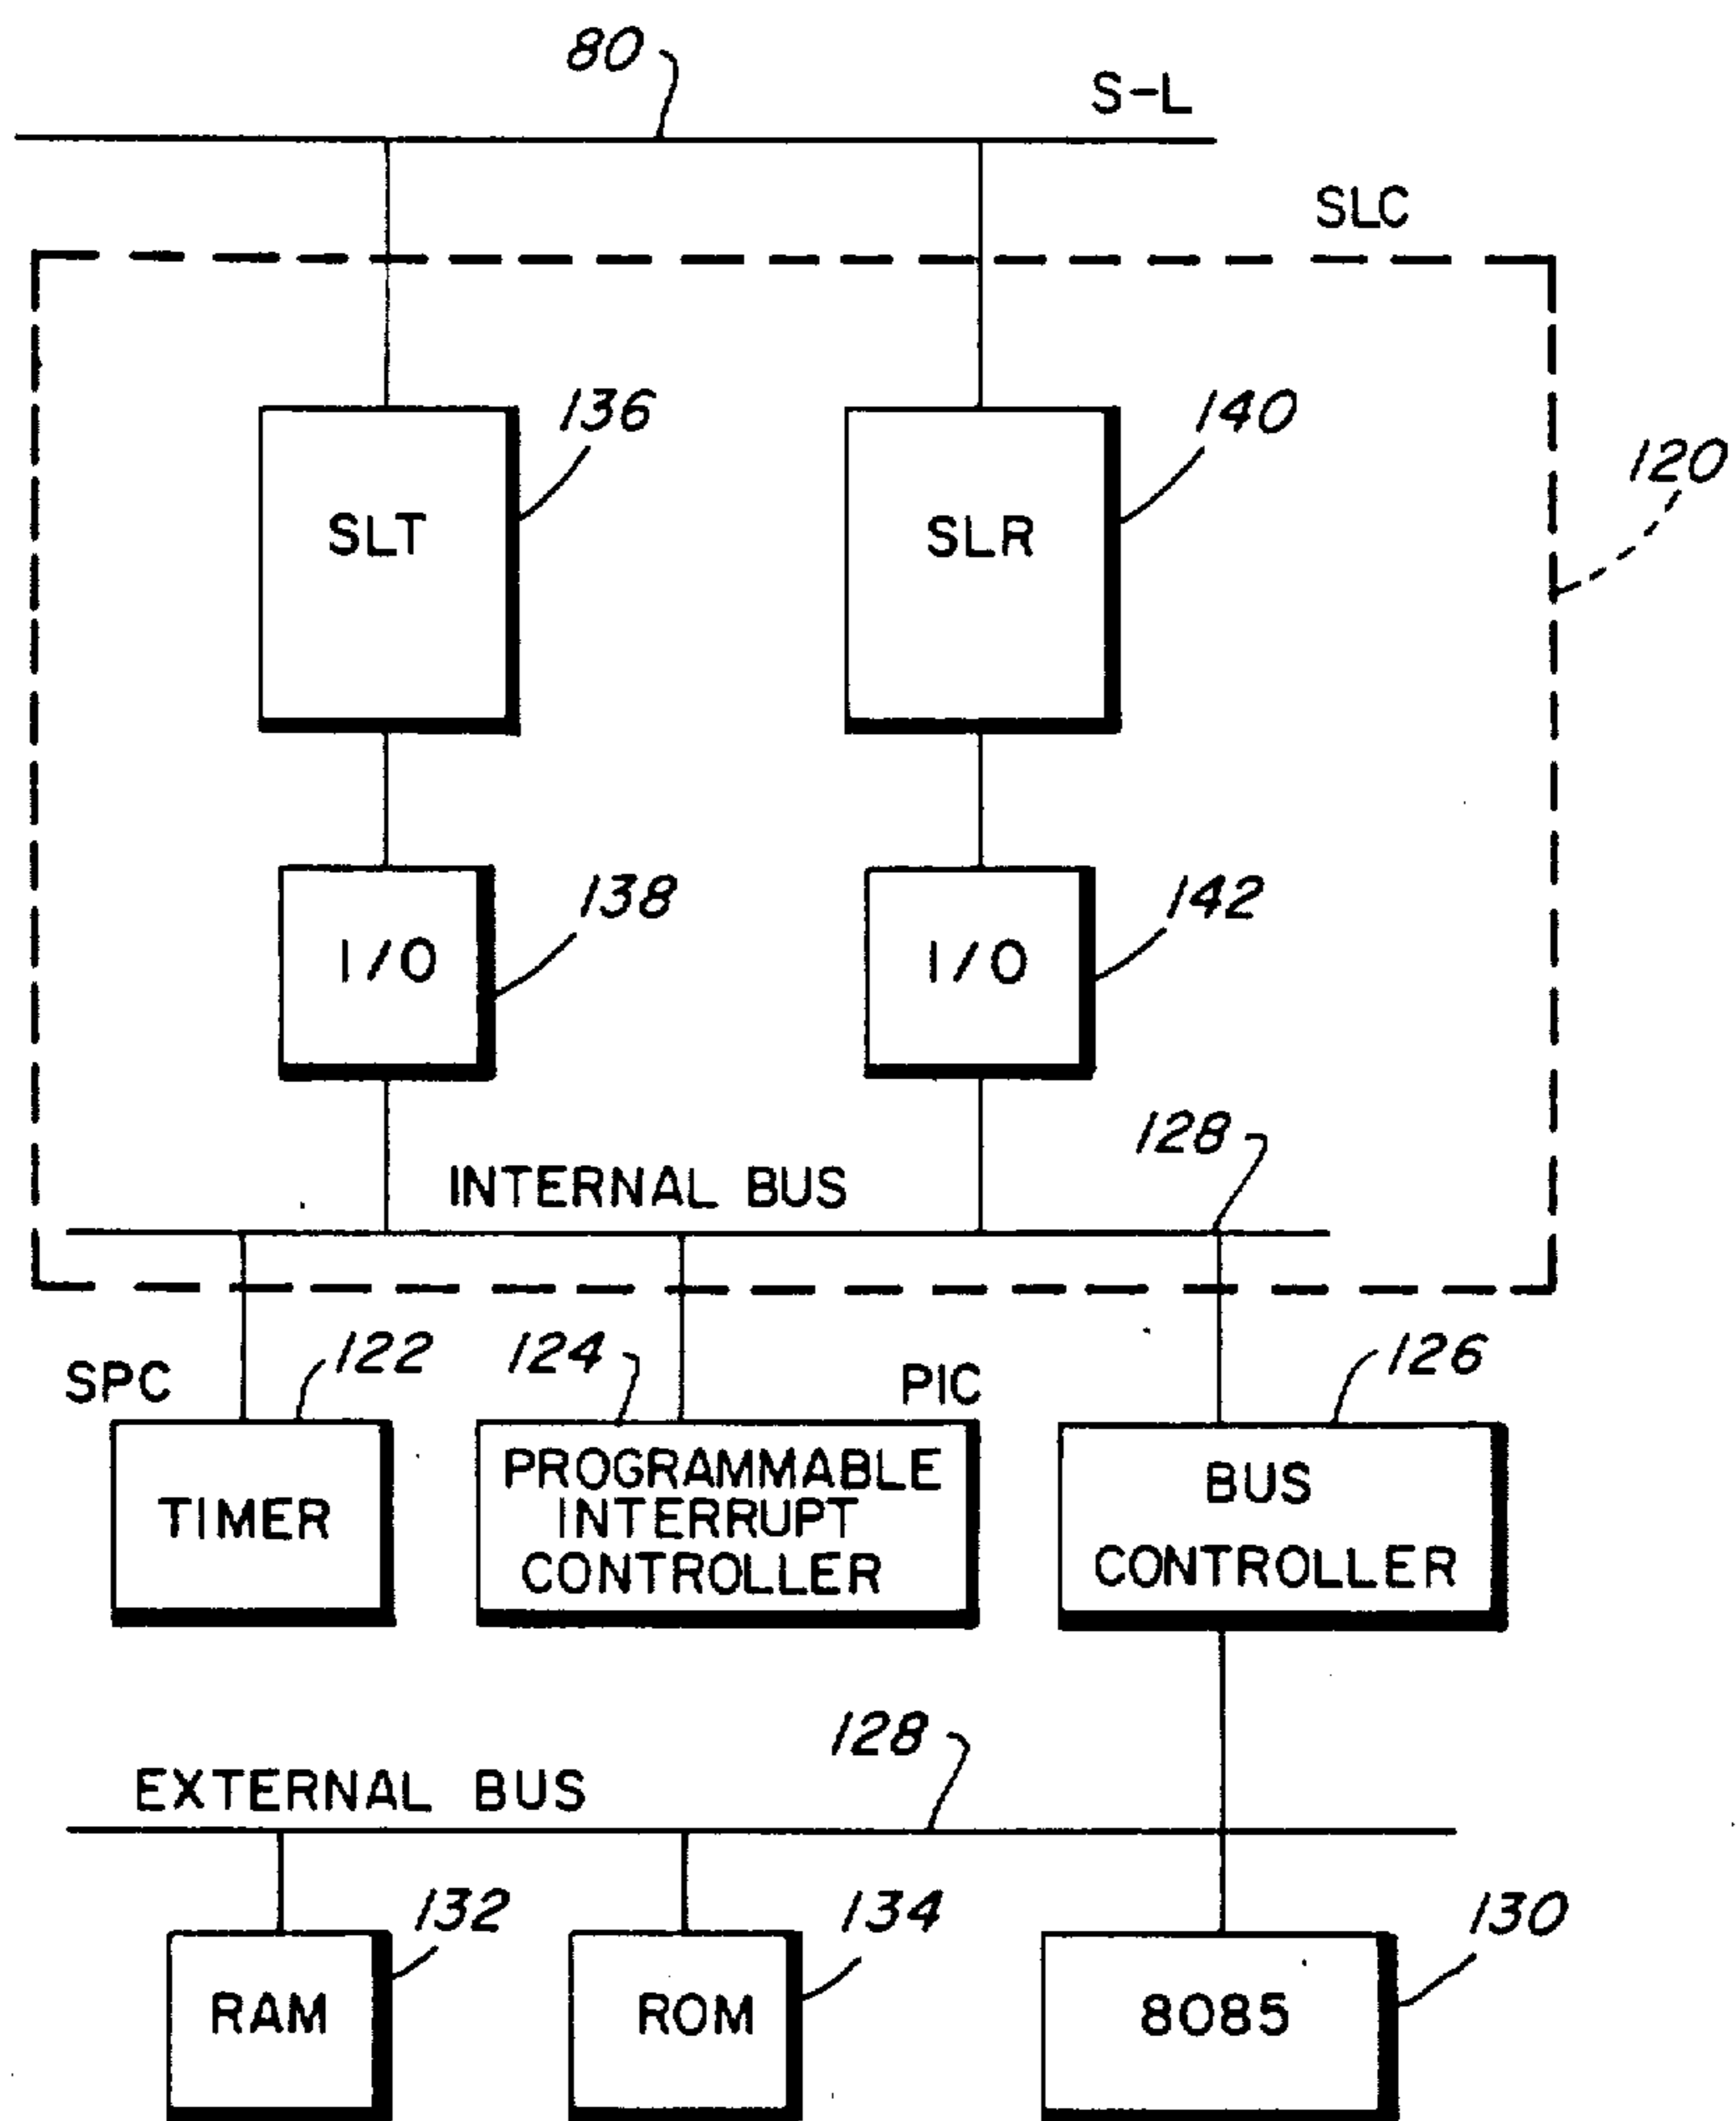 80
S-L
SLC
136
140
120
SLT
SLR
138
142
I/O
I/O
128
INTERNAL BUS
SPC
122
124
PIC
126
TIMER
PROGRAMMABLE
INTERRUPT
CONTROLLER
BUS
CONTROLLER
128
EXTERNAL BUS
132
134
130
RAM
ROM
8085